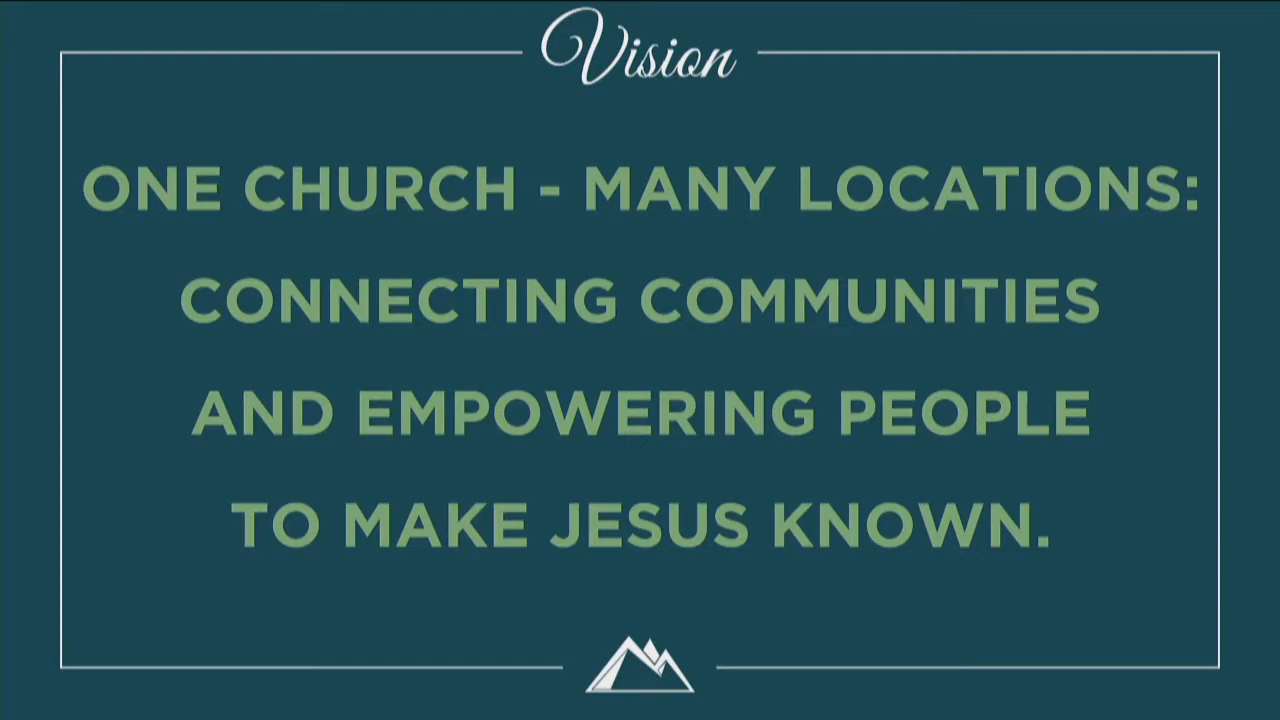 Vision
ONE CHURCH - MANY LOCATIONS:
CONNECTING COMMUNITIES
AND EMPOWERING PEOPLE
TO MAKE JESUS KNOWN.